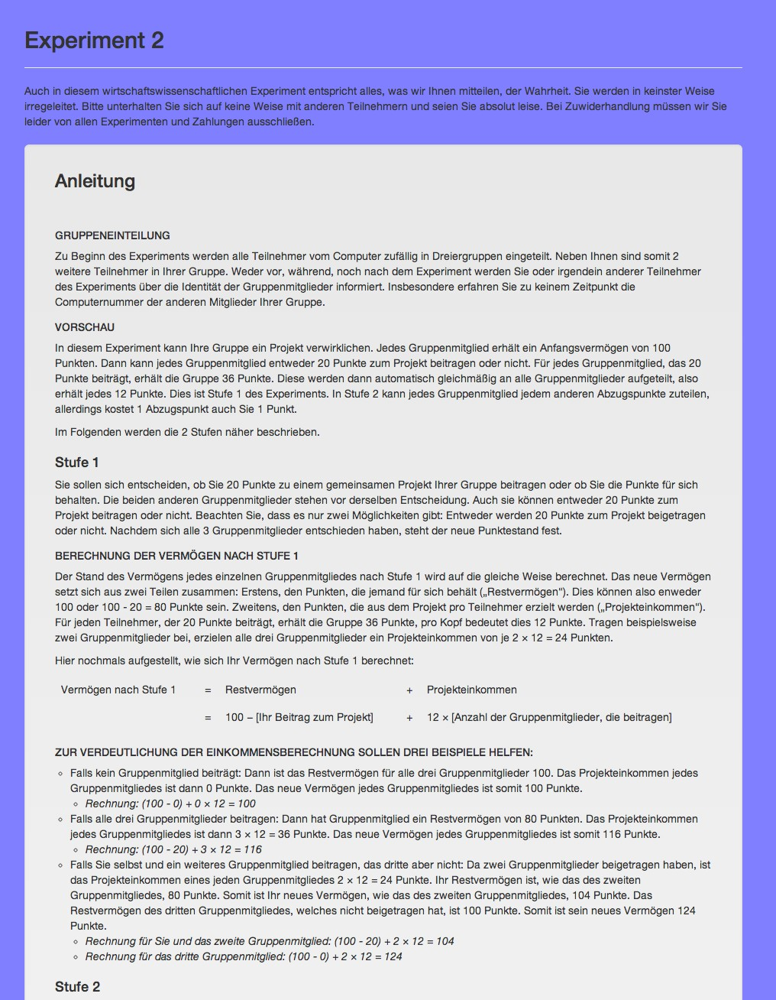 Experiment 2
Auch in diesem wirtschaftswissenschaftlichen Experiment entspricht alles, was wir Ihnen mitteilen, der Wahrheit. Sie werden in keinster Weise
irregeleitet. Bitte unterhalten Sie sich auf keine Weise mit anderen Teilnehmern und seien Sie absolut leise. Bei Zuwiderhandlung müssen wir Sie
leider von allen Experimenten und Zahlungen ausschließen.
Anleitung
GRUPPENEINTEILUNG
Zu Beginn des Experiments werden alle Teilnehmer vom Computer zufällig in Dreiergruppen eingeteilt. Neben Ihnen sind somit 2
weitere Teilnehmer in Ihrer Gruppe. Weder vor, während, noch nach dem Experiment werden Sie oder irgendein anderer Teilnehmer
des Experiments über die Identität der Gruppenmitglieder informiert. Insbesondere erfahren Sie zu keinem Zeitpunkt die
Computernummer der anderen Mitglieder Ihrer Gruppe.
VORSCHAU
In diesem Experiment kann Ihre Gruppe ein Projekt verwirklichen. Jedes Gruppenmitglied erhält ein Anfangsvermögen von 100
Punkten. Dann kann jedes Gruppenmitglied entweder 20 Punkte zum Projekt beitragen oder nicht. Für jedes Gruppenmitglied, das 20
Punkte beiträgt, erhält die Gruppe 36 Punkte. Diese werden dann automatisch gleichmäßig an alle Gruppenmitglieder aufgeteilt, also
erhält jedes 12 Punkte. Dies ist Stufe 1 des Experiments. In Stufe 2 kann jedes Gruppenmitglied jedem anderen Abzugspunkte zuteilen,
allerdings kostet 1 Abzugspunkt auch Sie 1 Punkt.
Im Folgenden werden die 2 Stufen näher beschrieben.
Stufe 1
Sie sollen sich entscheiden, ob Sie 20 Punkte zu einem gemeinsamen Projekt Ihrer Gruppe beitragen oder ob Sie die Punkte für sich
behalten. Die beiden anderen Gruppenmitglieder stehen vor derselben Entscheidung. Auch sie können entweder 20 Punkte zum
Projekt beitragen oder nicht. Beachten Sie, dass es nur zwei Möglichkeiten gibt: Entweder werden 20 Punkte zum Projekt beigetragen
oder nicht. Nachdem sich alle 3 Gruppenmitglieder entschieden haben, steht der neue Punktestand fest.
BERECHNUNG DER VERMÖGEN NACH STUFE 1
Der Stand des Vermögens jedes einzelnen Gruppenmitgliedes nach Stufe 1 wird auf die gleiche Weise berechnet. Das neue Vermögen
setzt sich aus zwei Teilen zusammen: Erstens, den Punkten, die jemand für sich behält („Restvermögen“). Dies können also enweder
100 oder 100 - 20 = 80 Punkte sein. Zweitens, den Punkten, die aus dem Projekt pro Teilnehmer erzielt werden („Projekteinkommen“).
Für jeden Teilnehmer, der 20 Punkte beiträgt, erhält die Gruppe 36 Punkte, pro Kopf bedeutet dies 12 Punkte. Tragen beispielsweise
zwei Gruppenmitglieder bei, erzielen alle drei Gruppenmitglieder ein Projekteinkommen von je 2 × 12 = 24 Punkten.
Hier nochmals aufgestellt, wie sich Ihr Vermögen nach Stufe 1 berechnet:
Vermögen nach Stufe 1 = Restvermögen + Projekteinkommen
= 100 – [Ihr Beitrag zum Projekt] + 12 × [Anzahl der Gruppenmitglieder, die beitragen]
ZUR VERDEUTLICHUNG DER EINKOMMENSBERECHNUNG SOLLEN DREI BEISPIELE HELFEN:
◦ Falls kein Gruppenmitglied beiträgt: Dann ist das Restvermögen für alle drei Gruppenglieder 100. Das Projekteinkommen jedes
Gruppenmitgliedes ist dann 0 Punkte. Das neue Vermögen jedes Gruppenmitgliedes ist somit 100 Punkte.
◦ Rechnung: (100 - 0) + 0 × 12 = 100
◦ Falls alle drei Gruppenmitglieder beitragen: Dann hat Gruppenmitglied ein Restvermögen von 80 Punkten. Das Projekteinkommen
jedes Gruppenmitgliedes ist dann 3 × 12 = 36 Punkte. Das neue Vermögen jedes Gruppenmitgliedes ist somit 116 Punkte.
◦ Rechnung: (100 - 20) + 3 × 12 = 116
◦ Falls Sie selbst und ein weiteres Gruppenmitglied beitragen, das dritte aber nicht: Da zwei Gruppenmitglieder beigetragen haben, ist
das Projekteinkommen eines jeden Gruppenmitgliedes 2 × 12 = 24 Punkte. Ihr Restvermögen ist, wie das des zweiten
Gruppenmitgliedes, 80 Punkte. Somit ist Ihr neues Vermögen, wie das des zweiten Gruppenmitgliedes, 104 Punkte. Das
Restvermögen des dritten Gruppenmitgliedes, welches nicht beigetragen hat, ist 100 Punkte. Somit ist sein neues Vermögen 124
Punkte.
◦ Rechnung für Sie und das zweite Gruppenmitglied: (100 - 20) + 2 × 12 = 104
◦ Rechnung für das dritte Gruppenmitglied: (100 - 0) + 2 × 12 = 124
Stufe 2